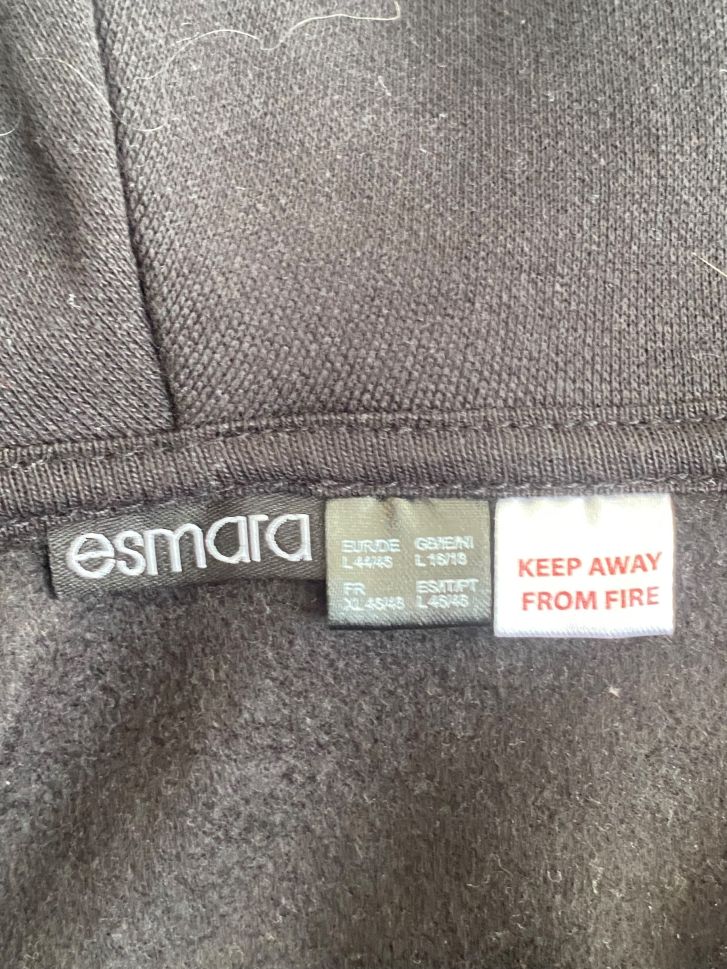 esmara
EUR/DE
L 44/46
GB/IE/NI
L 16/18
FR
XL 46/48
ES/IT/PT
L 46/48
KEEP AWAY
FROM FIRE